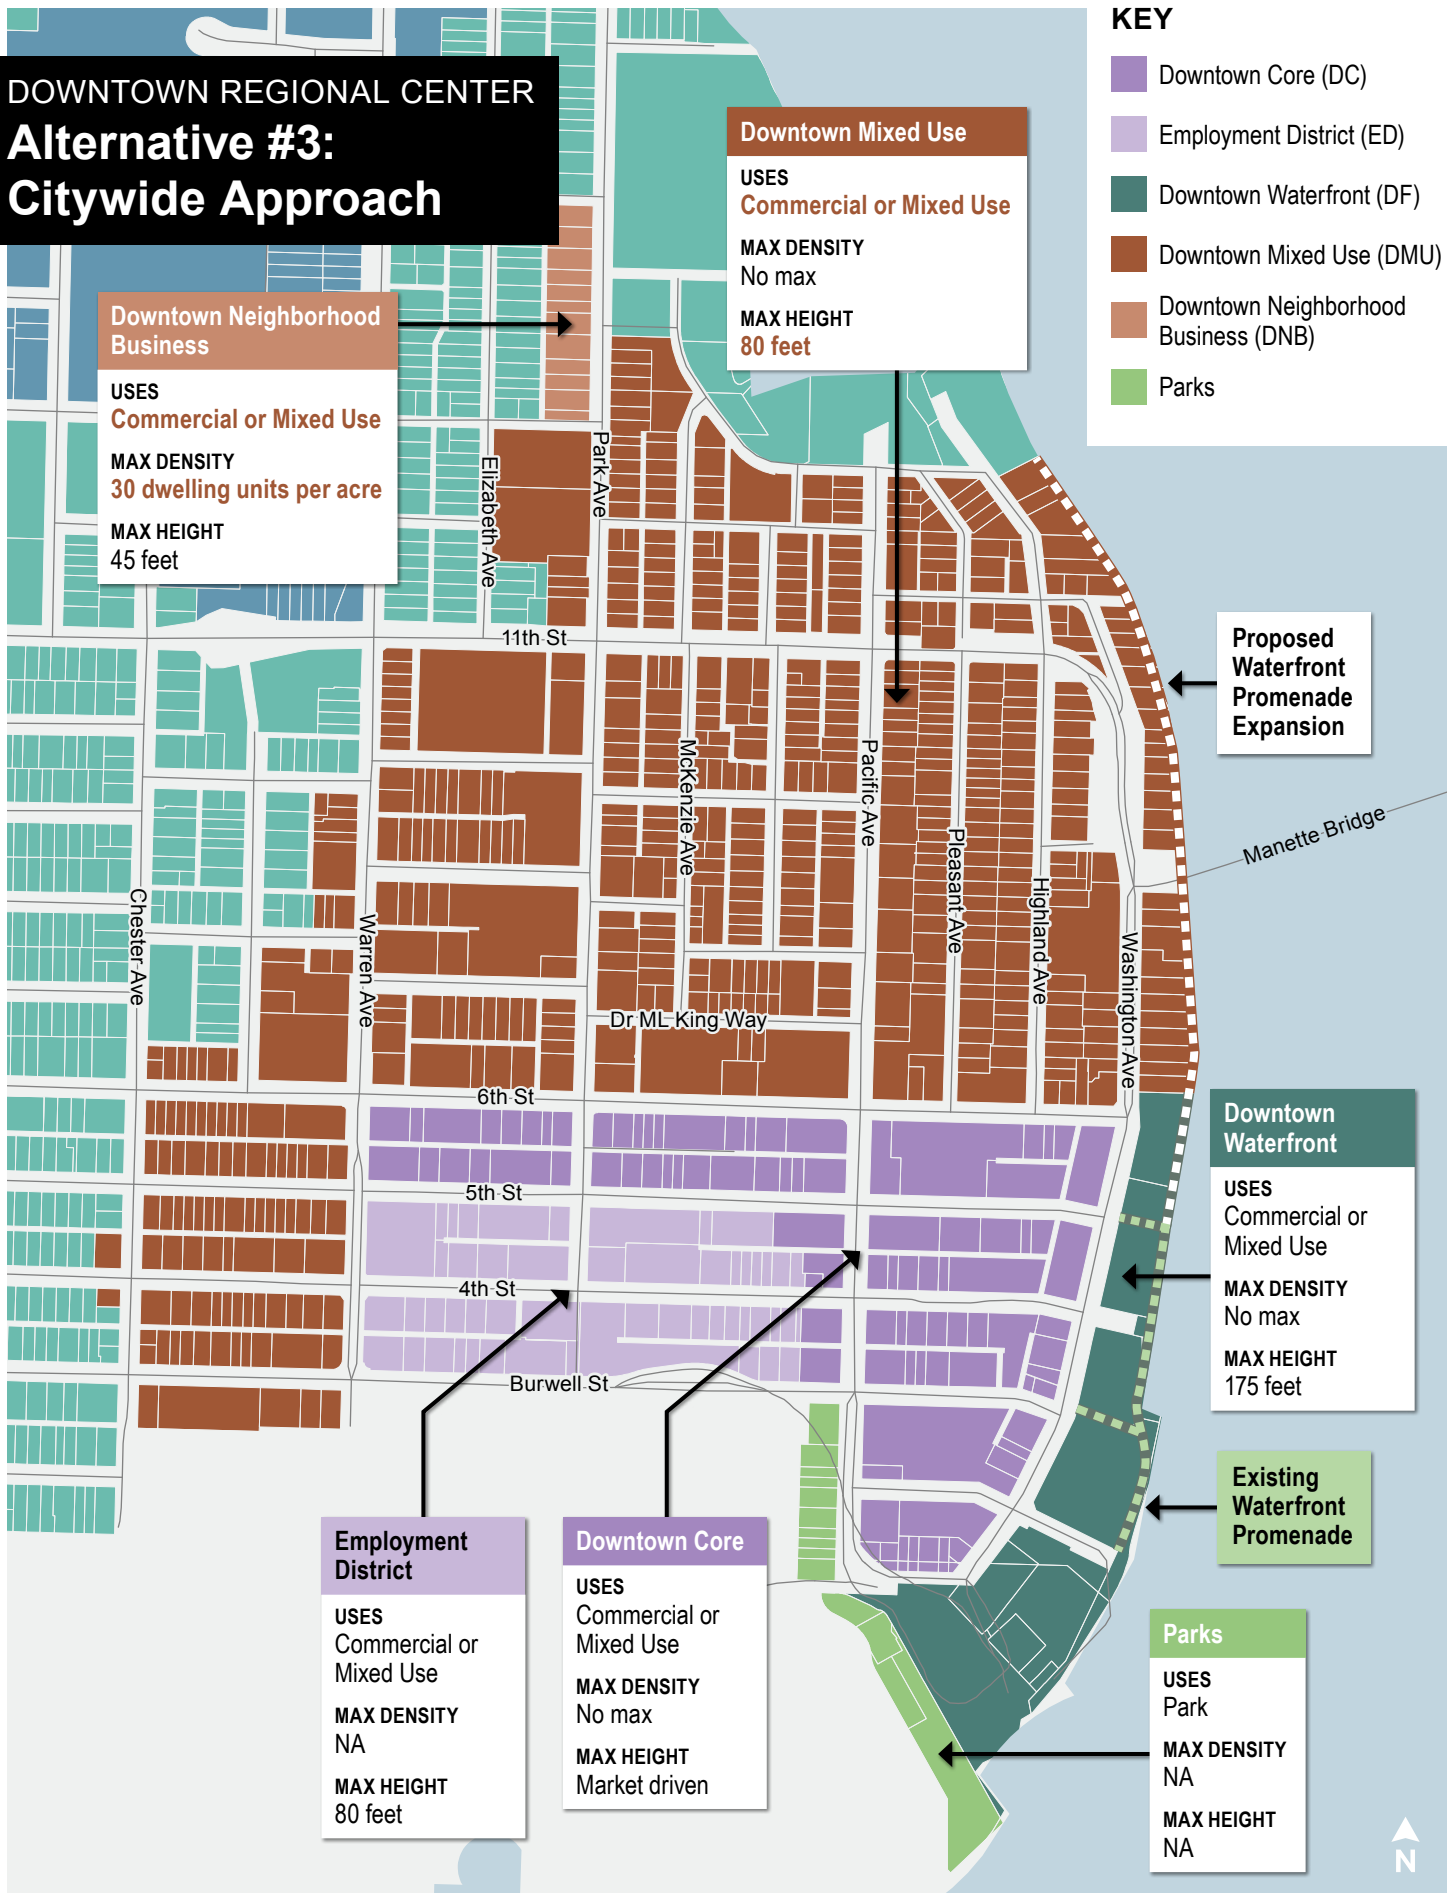 DOWNTOWN REGIONAL CENTER
Alternative #3:
Citywide Approach
KEY
Downtown Core (DC)
Employment District (ED)
Downtown Waterfront (DF)
Downtown Mixed Use (DMU)
Downtown Neighborhood
Business (DNB)
Parks
Downtown Mixed Use
USES
Commercial or Mixed Use
MAX DENSITY
No max
MAX HEIGHT
80 feet
Downtown Neighborhood
Business
USES
Commercial or Mixed Use
MAX DENSITY
30 dwelling units per acre
MAX HEIGHT
45 feet
Elizabeth Ave
Park Ave
11th St
Proposed
Waterfront
Promenade
Expansion
McKenzie Ave
Pacific Ave
Pleasant Ave
Highland Ave
Washington Ave
Manette Bridge
Chester Ave
Warren Ave
Dr ML King Way
6th St
5th St
4th St
Burwell St
Downtown
Waterfront
USES
Commercial or
Mixed Use
MAX DENSITY
No max
MAX HEIGHT
175 feet
Existing
Waterfront
Promenade
Employment
District
USES
Commercial or
Mixed Use
MAX DENSITY
NA
MAX HEIGHT
80 feet
Downtown Core
USES
Commercial or
Mixed Use
MAX DENSITY
No max
MAX HEIGHT
Market driven
Parks
USES
Park
MAX DENSITY
NA
MAX HEIGHT
NA
N